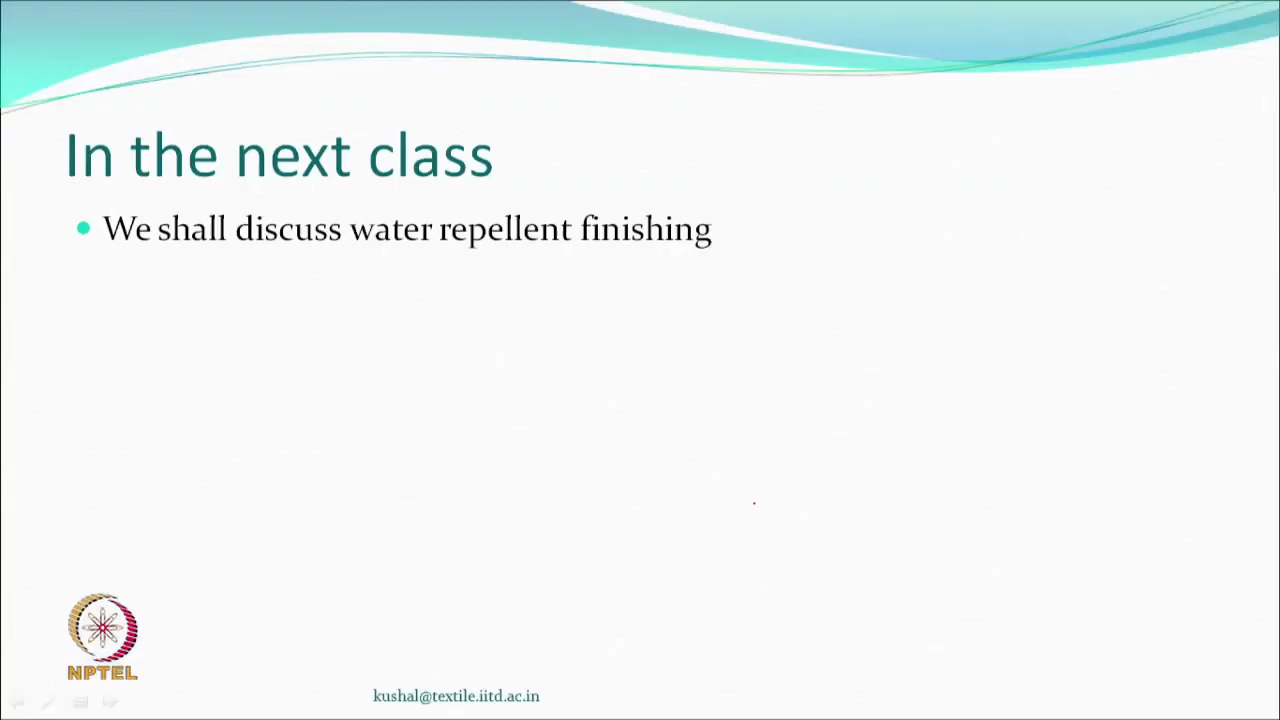 In the next class
We shall discuss water repellent finishing
NPTEL
kushal@textile.iitd.ac.in